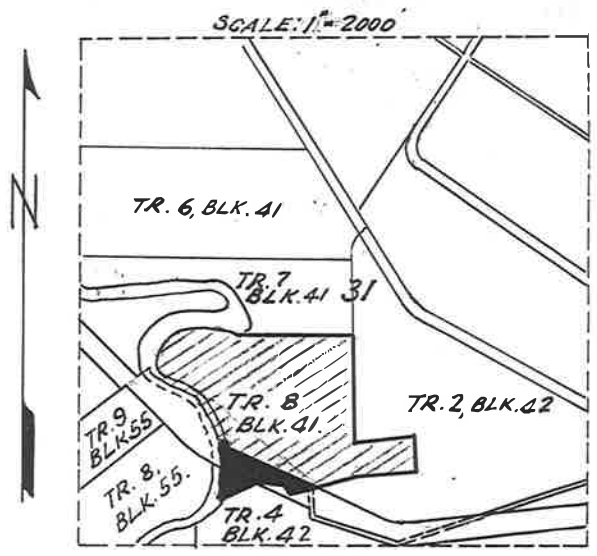 SCALE: 1"= 2000'
N
TR. 6, BLK. 41
TR. 7
BLK. 41
31
TR. 8
BLK. 41.
TR. 2, BLK. 42
TR. 9
BLK 55
TR. 8.
BLK. 55.
TR. 4
BLK. 42